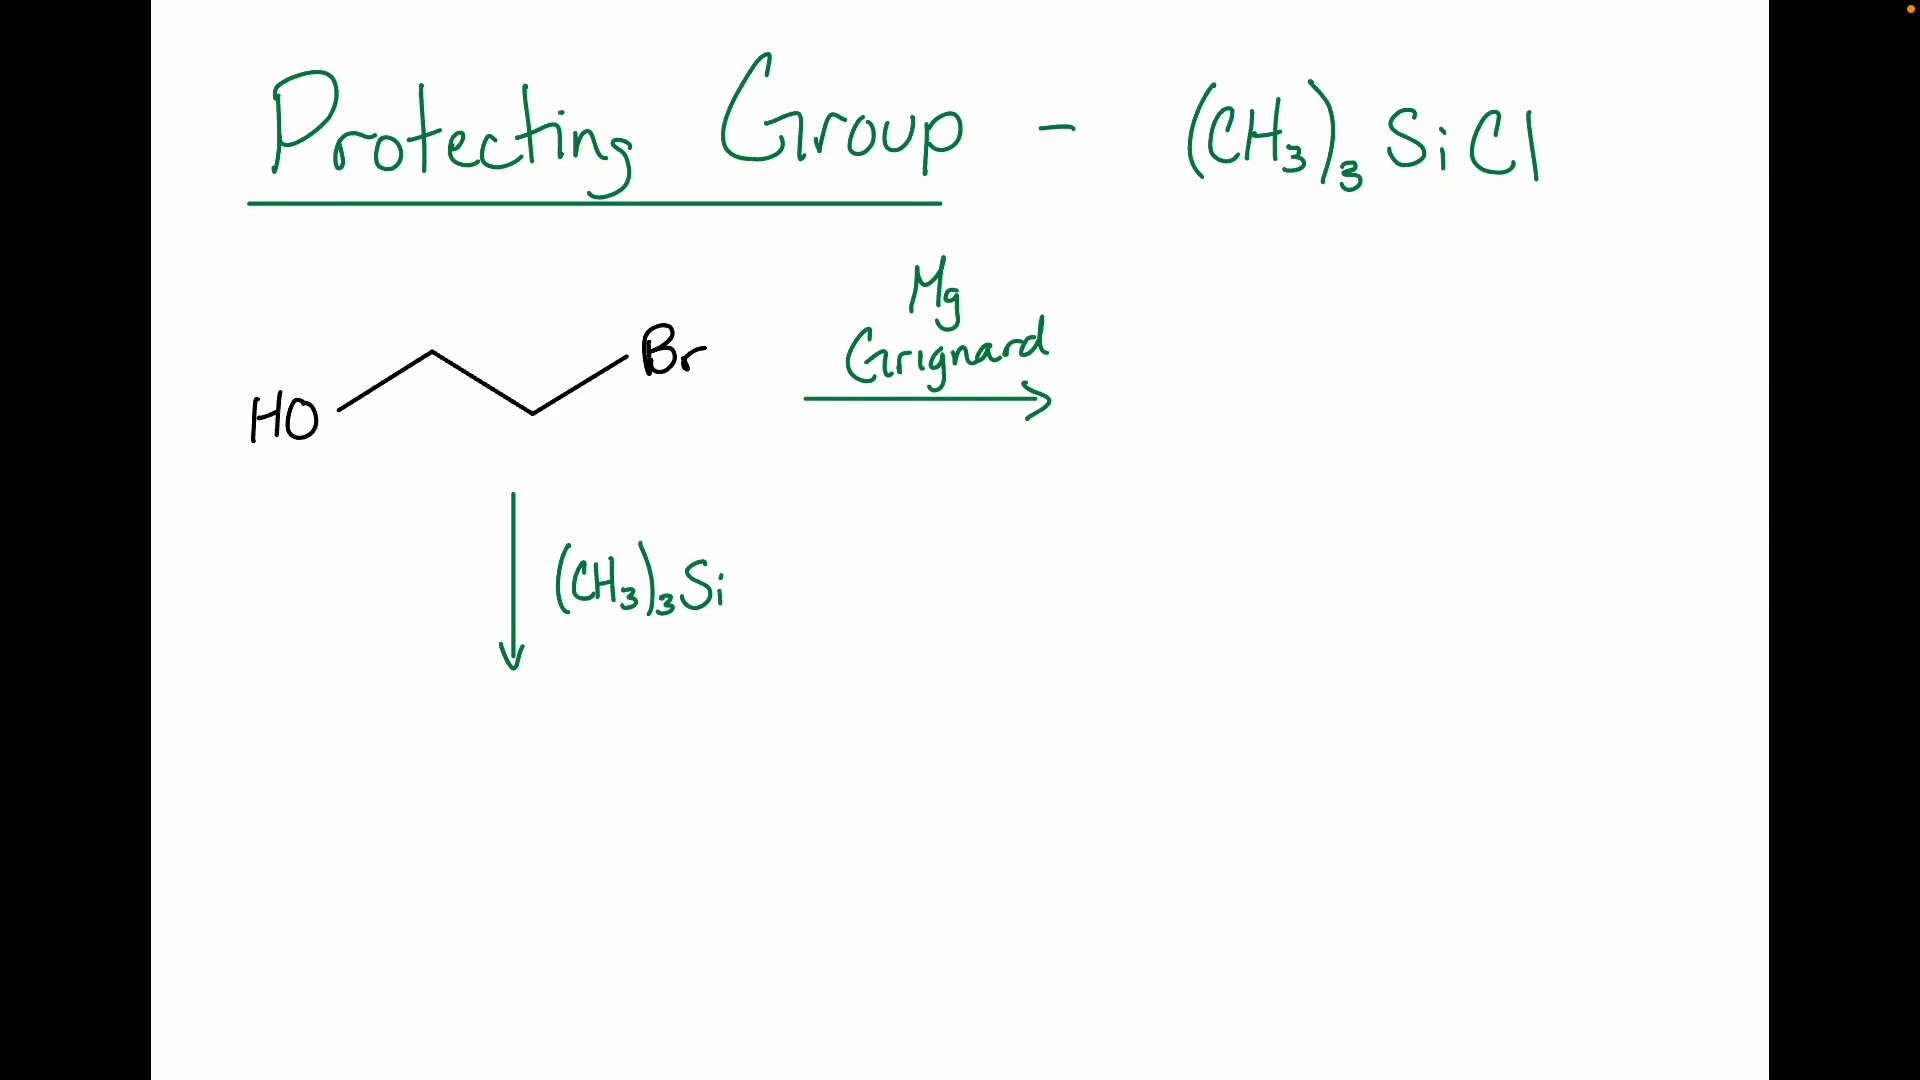 Protecting Group - (CH₃)₃SiCl
Mg
Grignard
Br
HO
(CH₃)₃Si